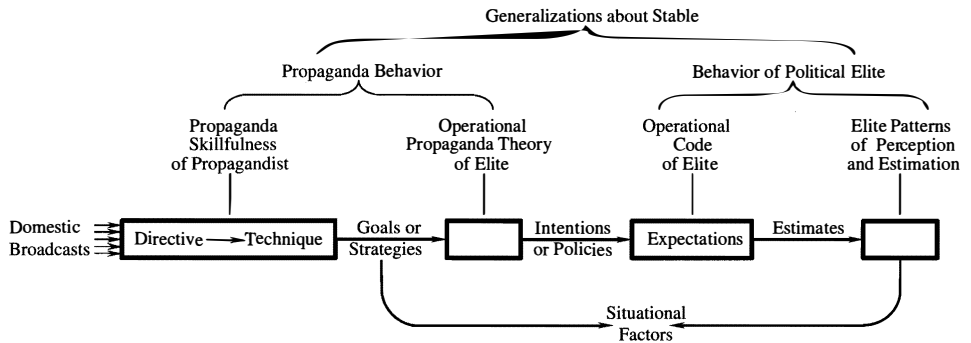 Generalizations about Stable
Propaganda Behavior
Behavior of Political Elite
Propaganda
Skillfulness
of Propagandist
Operational
Propaganda Theory
of Elite
Operational
Code
of Elite
Elite Patterns
of Perception
and Estimation
Domestic
Broadcasts
Directive
Technique
Goals or
Strategies
Intentions
or Policies
Expectations
Estimates
Situational
Factors